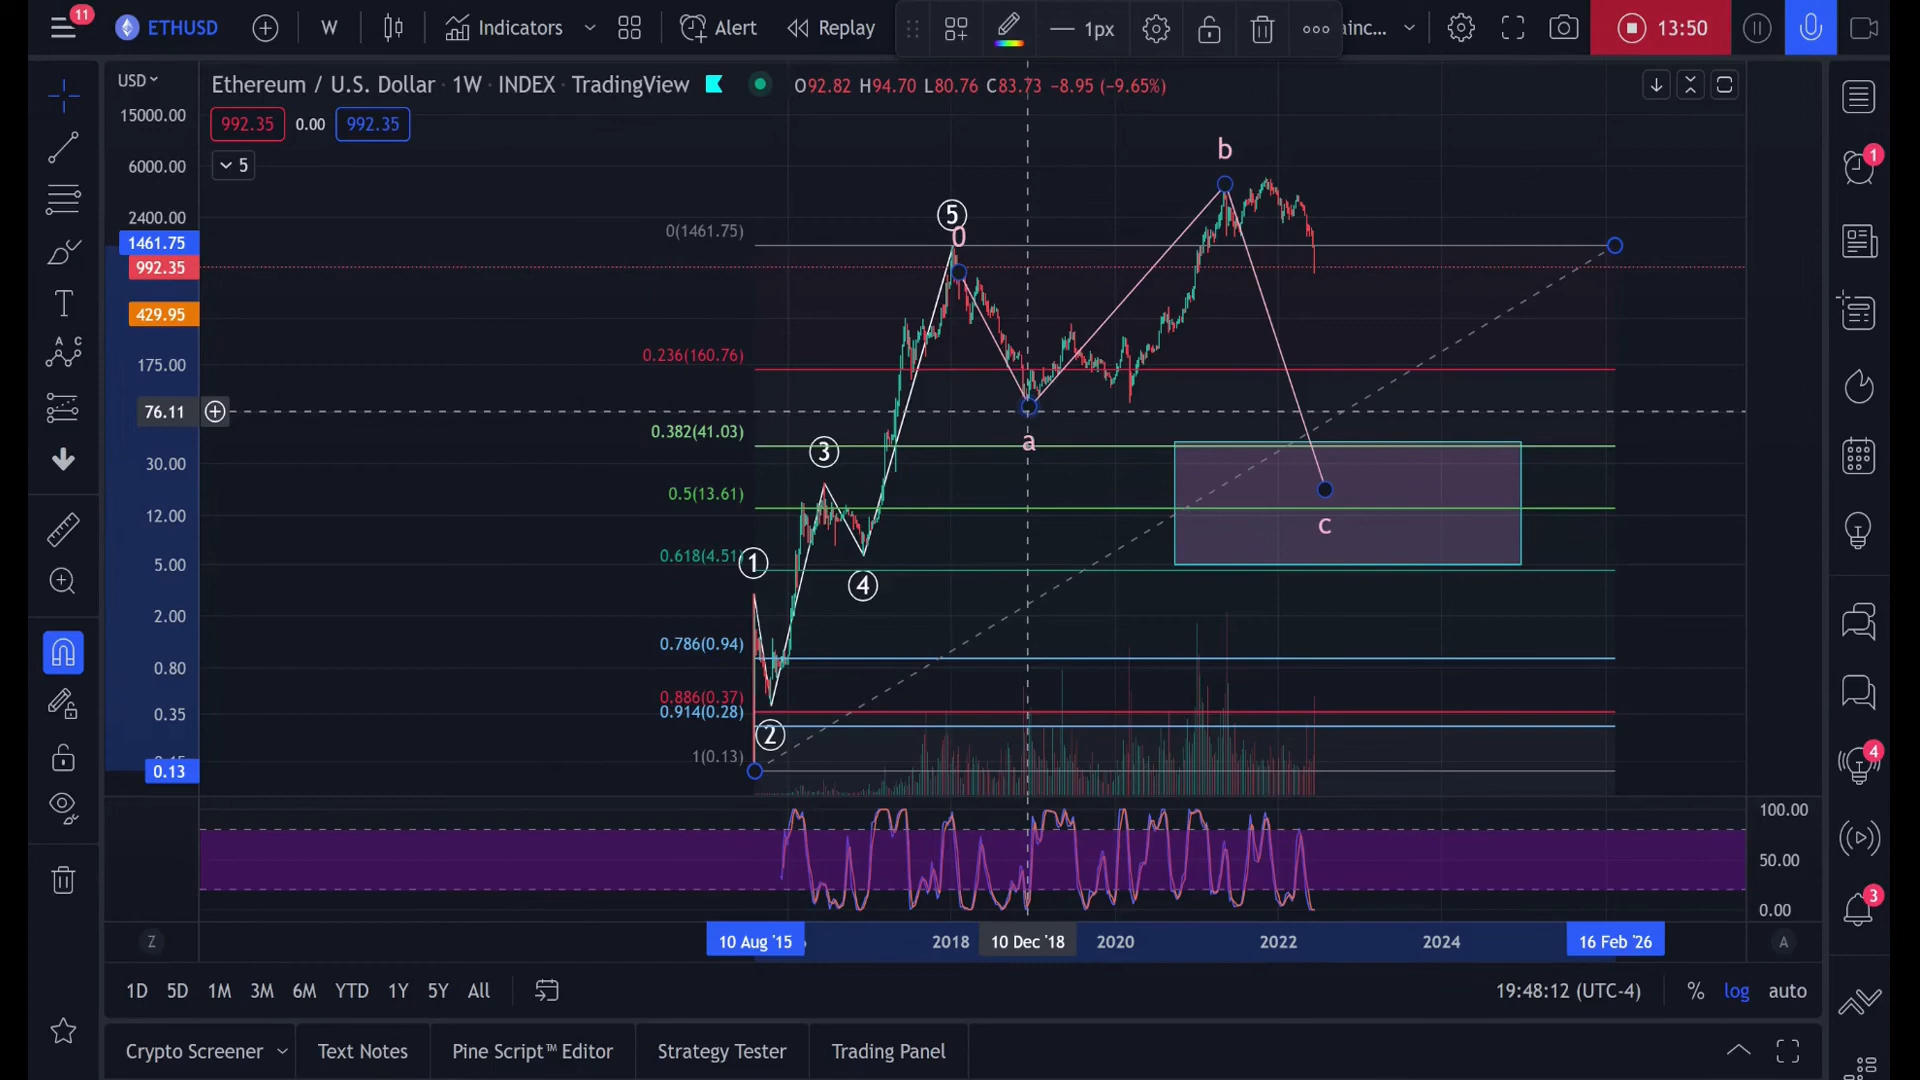 11
ETHUSD
W
Indicators
Alert
Replay
1px
ainc...
13:50
USD
Ethereum / U.S. Dollar · 1W · INDEX · TradingView
O92.82 H94.70 L80.76 C83.73 -8.95 (-9.65%)
992.35 0.00 992.35
5
15000.00
6000.00
2400.00
1461.75
992.35
429.95
175.00
76.11
30.00
12.00
5.00
2.00
0.80
0.35
0.13
0(1461.75)
0.236(160.76)
0.382(41.03)
0.5(13.61)
0.618(4.51)
0.786(0.94)
0.886(0.37)
0.914(0.28)
1(0.13)
1
2
3
4
5
0
a
b
c
A C
B
T
100.00
50.00
0.00
Z
10 Aug '15
2018
10 Dec '18
2020
2022
2024
16 Feb '26
A
1D 5D 1M 3M 6M YTD 1Y 5Y All
19:48:12 (UTC-4)
% log auto
Crypto Screener
Text Notes
Pine Script™ Editor
Strategy Tester
Trading Panel
1
4
3